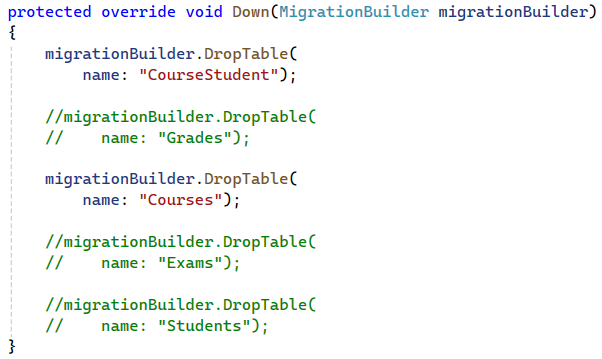 protected override void Down(MigrationBuilder migrationBuilder)
{
    migrationBuilder.DropTable(
        name: "CourseStudent");

    //migrationBuilder.DropTable(
    //    name: "Grades");

    migrationBuilder.DropTable(
        name: "Courses");

    //migrationBuilder.DropTable(
    //    name: "Exams");

    //migrationBuilder.DropTable(
    //    name: "Students");
}